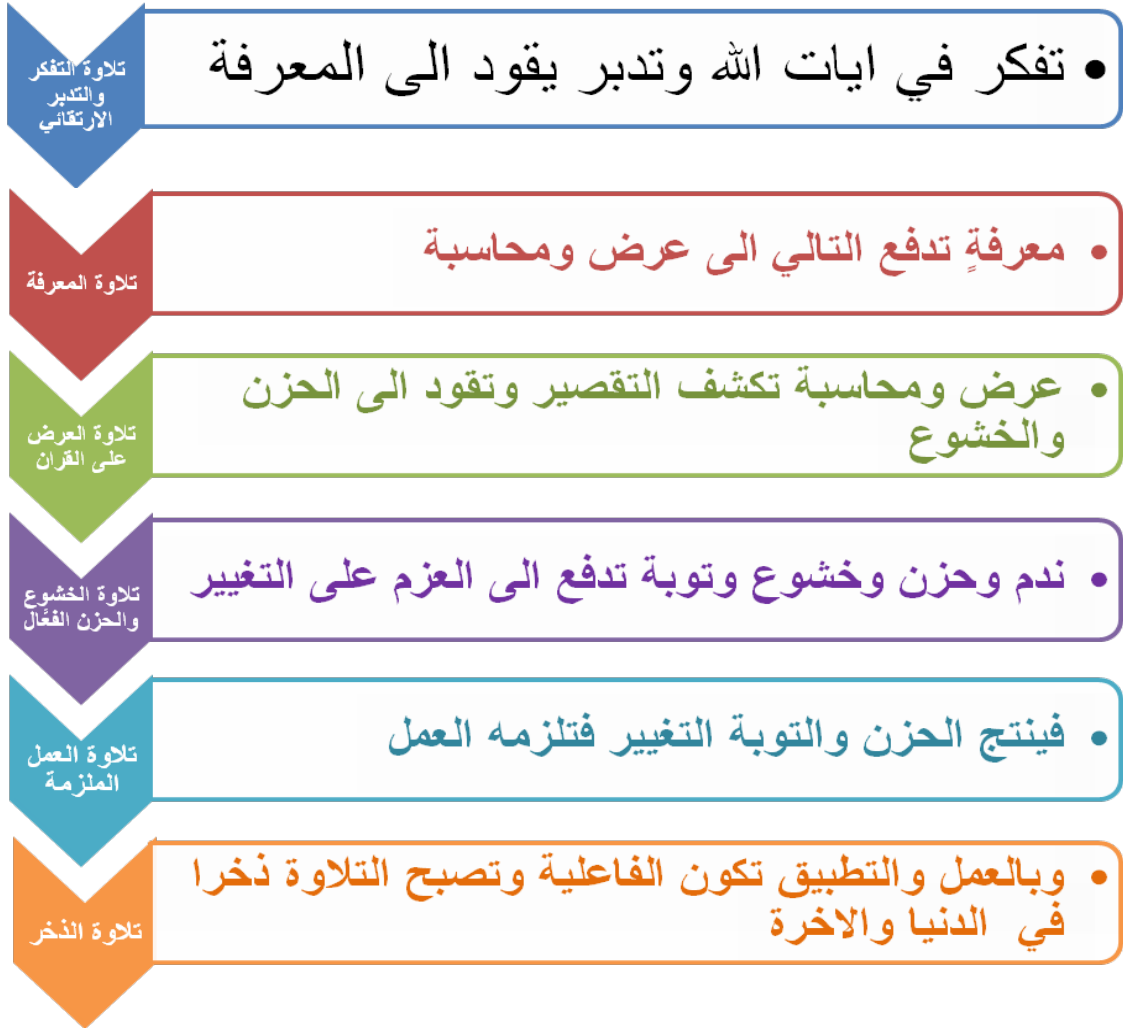 تلاوة التفكر
والتدبر
الارتقائي
• تفكر في ايات الله وتدبر يقود الى المعرفة
تلاوة المعرفة
• معرفةٍ تدفع التالي الى عرض ومحاسبة
تلاوة العرض
على القران
• عرض ومحاسبة تكشف التقصير وتقود الى الحزن
والخشوع
تلاوة الخشوع
والحزن الفعَّال
• ندم وحزن وخشوع وتوبة تدفع الى العزم على التغيير
تلاوة العمل
الملزمة
• فينتج الحزن والتوبة التغيير فتلزمه العمل
تلاوة الذخر
• وبالعمل والتطبيق تكون الفاعلية وتصبح التلاوة ذخرا
في الدنيا والاخرة